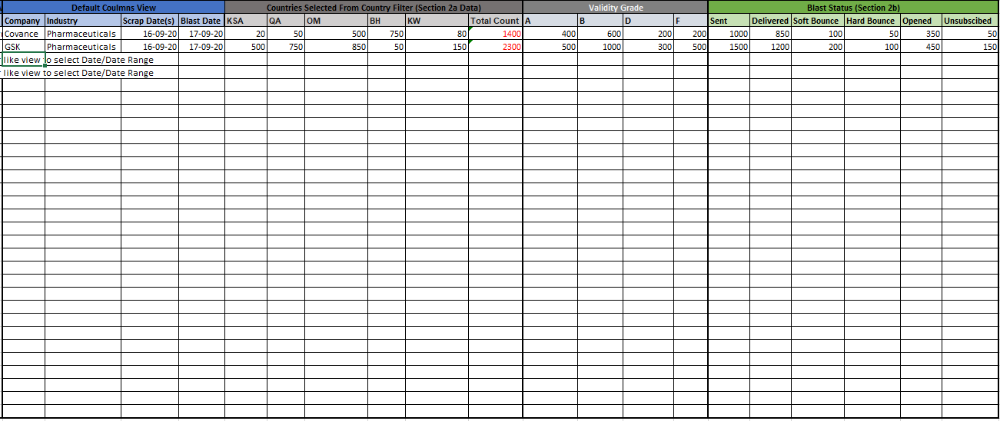 Default Coulmns View Countries Selected From Country Filter (Section 2a Data) Validity Grade Blast Status (Section 2b)
Company Industry Scrap Date(s) Blast Date KSA QA OM BH KW Total Count A B D F Sent Delivered Soft Bounce Hard Bounce Opened Unsubscibed
Covance Pharmaceuticals 16-09-20 17-09-20 20 50 500 750 80 1400 400 600 200 200 1000 850 100 50 350 50
GSK Pharmaceuticals 16-09-20 17-09-20 500 750 850 50 150 2300 500 1000 300 500 1500 1200 200 100 450 150
like view to select Date/Date Range
like view to select Date/Date Range